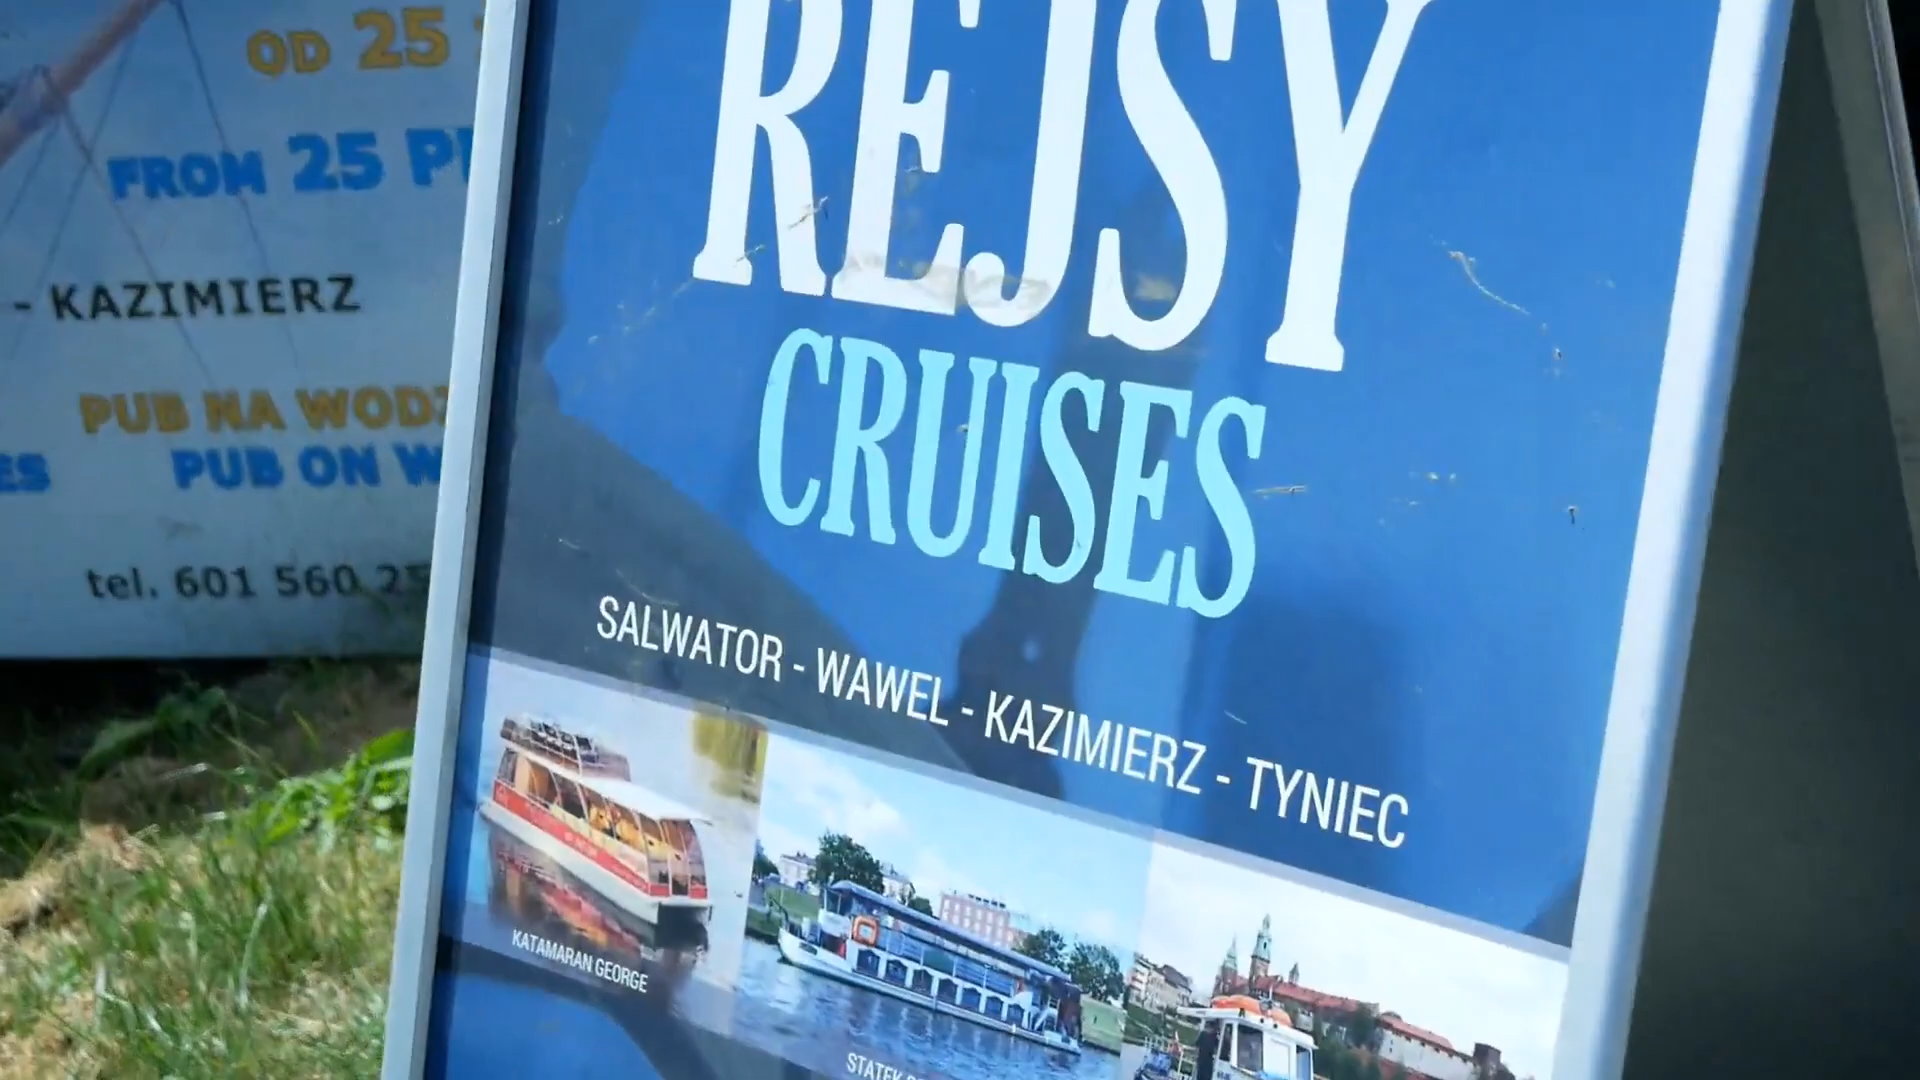 OD 25
FROM 25
- KAZIMIERZ
PUB NA
PUB ON
tel. 601 560
REJSY
CRUISES
SALWATOR - WAWEL - KAZIMIERZ - TYNIEC
KATAMARAN GEORGE
STATEK